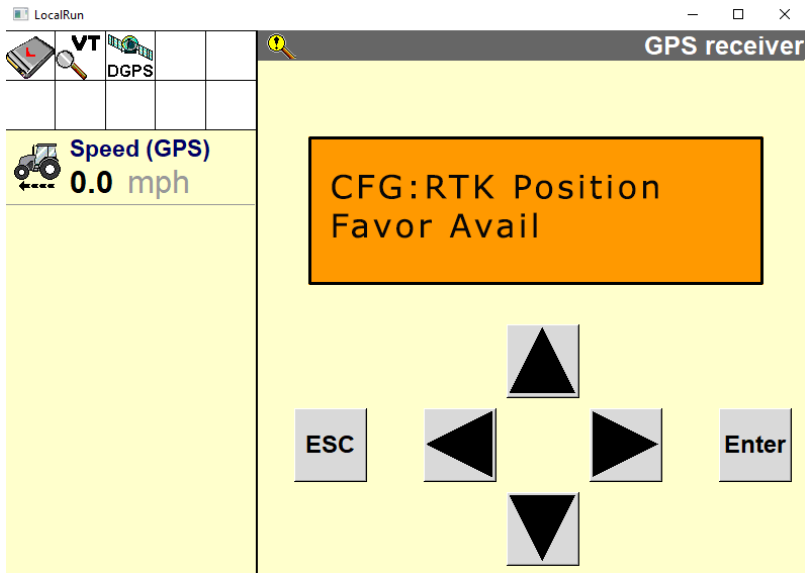 LocalRun
VT
DGPS
GPS receiver
Speed (GPS)
0.0 mph
CFG:RTK Position
Favor Avail
ESC
Enter